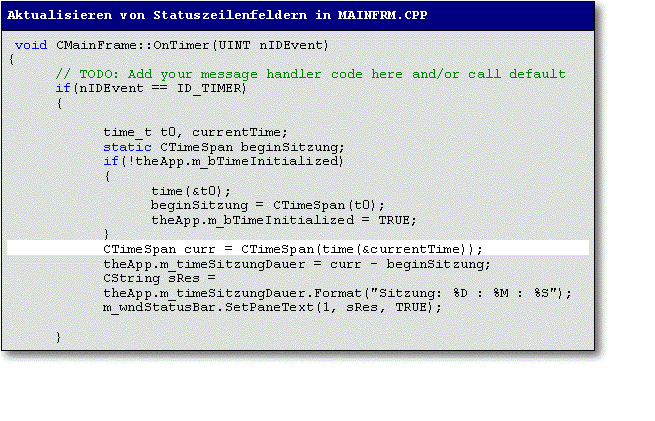 Aktualisieren von Statuszeilenfeldern in MAINFRM.CPP
void CMainFrame::OnTimer(UINT nIDEvent)
{
// TODO: Add your message handler code here and/or call default
if(nIDEvent == ID_TIMER)
{
time_t t0, currentTime;
static CTimeSpan beginSitzung;
if(!theApp.m_bTimeInitialized)
{
time(&t0);
beginSitzung = CTimeSpan(t0);
theApp.m_bTimeInitialized = TRUE;
}
CTimeSpan curr = CTimeSpan(time(&currentTime));
theApp.m_timeSitzungDauer = curr - beginSitzung;
CString sRes =
theApp.m_timeSitzungDauer.Format("Sitzung: %D : %M : %S");
m_wndStatusBar.SetPaneText(1, sRes, TRUE);
}